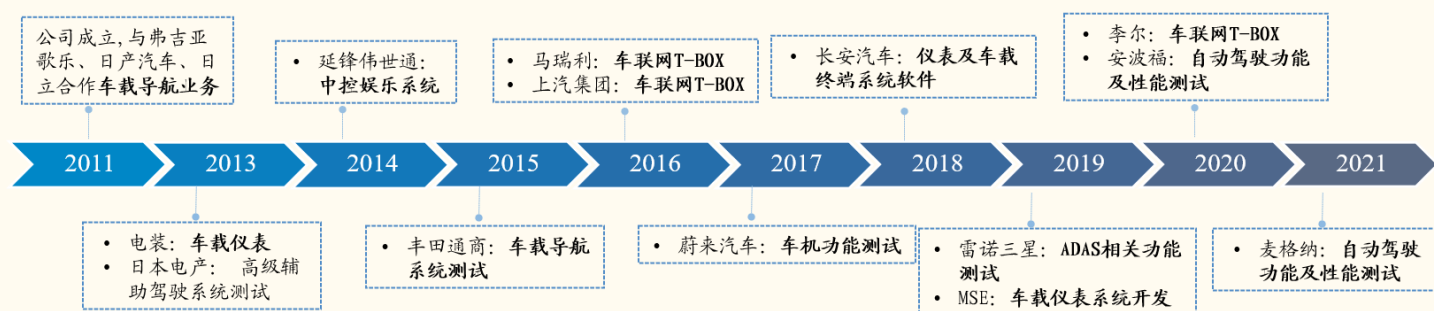 公司成立,与弗吉亚
歌乐、日产汽车、日
立合作车载导航业务
• 延锋伟世通：
中控娱乐系统
• 马瑞利：车联网T-BOX
• 上汽集团：车联网T-BOX
• 长安汽车：仪表及车载
终端系统软件
• 李尔：车联网T-BOX
• 安波福：自动驾驶功能
及性能测试
2011
2013
2014
2015
2016
2017
2018
2019
2020
2021
• 电装：车载仪表
• 日本电产： 高级辅
助驾驶系统测试
• 丰田通商：车载导航
系统测试
• 蔚来汽车：车机功能测试
• 雷诺三星：ADAS相关功能
测试
• MSE：车载仪表系统开发
• 麦格纳：自动驾驶
功能及性能测试